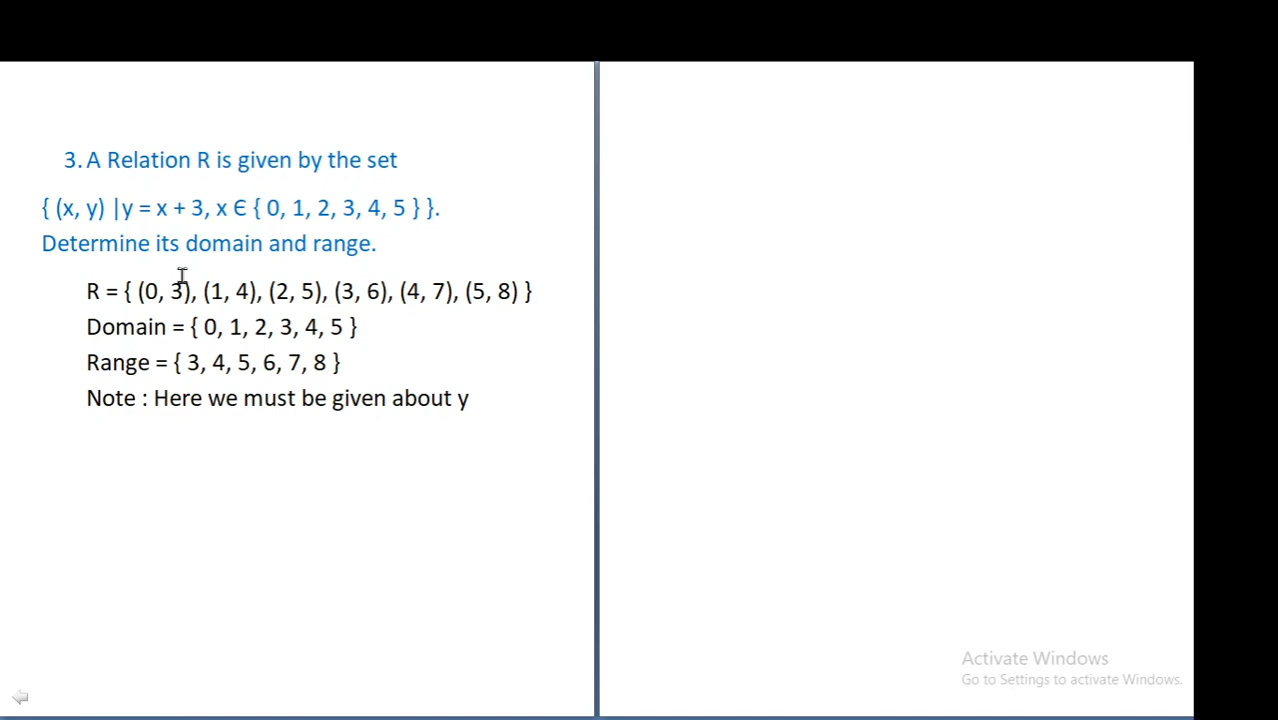 3. A Relation R is given by the set
{ (x, y) |y = x + 3, x Є { 0, 1, 2, 3, 4, 5 } }.
Determine its domain and range.
R = { (0, 3), (1, 4), (2, 5), (3, 6), (4, 7), (5, 8) }
Domain = { 0, 1, 2, 3, 4, 5 }
Range = { 3, 4, 5, 6, 7, 8 }
Note : Here we must be given about y
Activate Windows
Go to Settings to activate Windows.